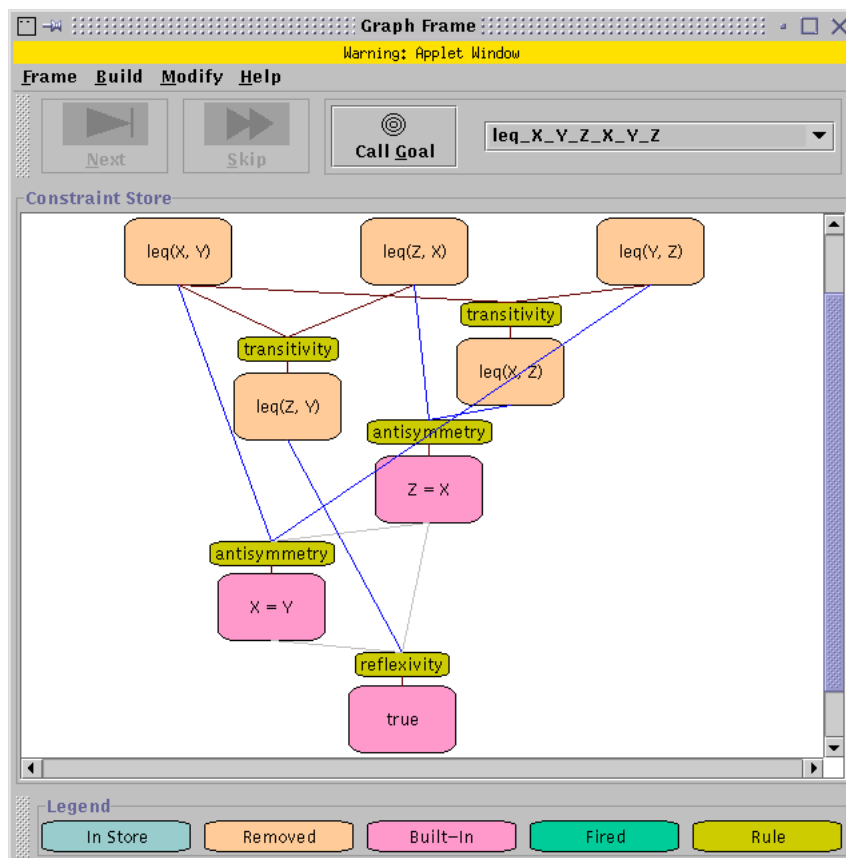 Graph Frame
Warning: Applet Window
Frame Build Modify Help
Next
Skip
Call Goal
leq_X_Y_Z_X_Y_Z
Constraint Store
leq(X, Y)
leq(Z, X)
leq(Y, Z)
transitivity
transitivity
leq(X, Z)
leq(Z, Y)
antisymmetry
Z = X
antisymmetry
X = Y
reflexivity
true
Legend
In Store
Removed
Built-In
Fired
Rule